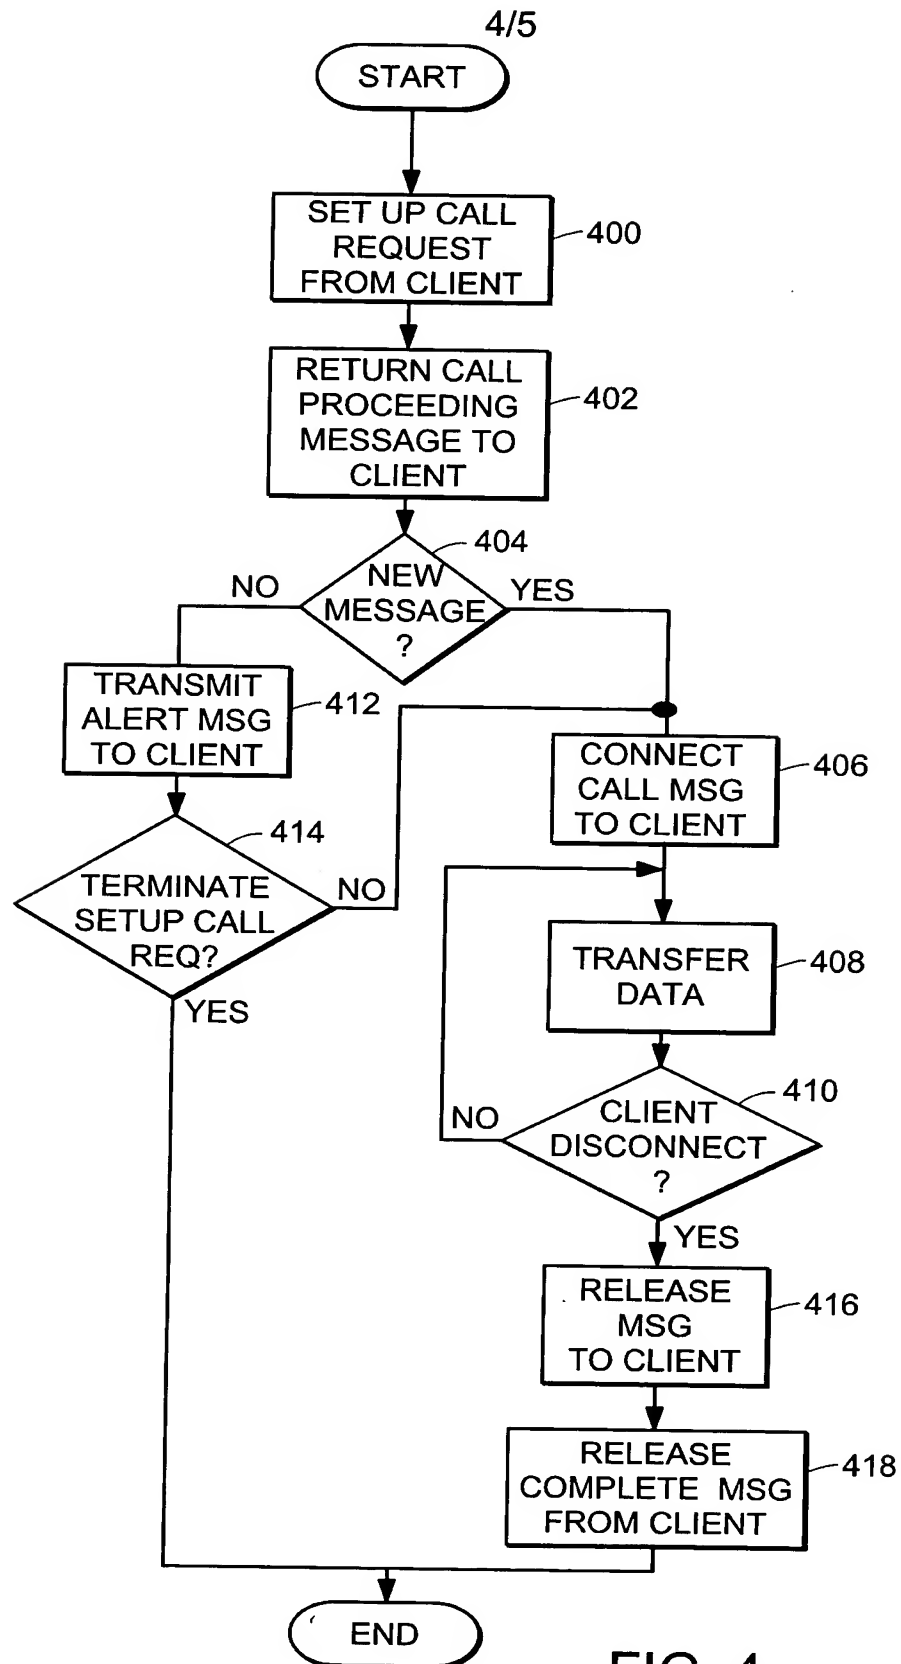 4/5
START
SET UP CALL
REQUEST
FROM CLIENT
400
RETURN CALL
PROCEEDING
MESSAGE TO
CLIENT
402
404
NEW
MESSAGE
?
NO
YES
TRANSMIT
ALERT MSG
TO CLIENT
412
CONNECT
CALL MSG
TO CLIENT
406
414
TERMINATE
SETUP CALL
REQ?
NO
YES
TRANSFER
DATA
408
410
CLIENT
DISCONNECT
?
NO
YES
RELEASE
MSG
TO CLIENT
416
RELEASE
COMPLETE MSG
FROM CLIENT
418
END
FIG. 4